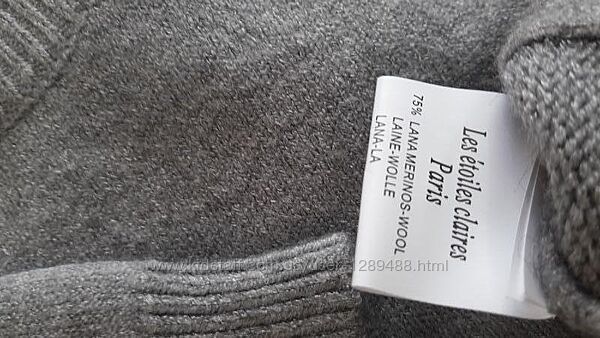 Les étoiles claires
Paris
75% LANA MERINOS-WOOL
LAINE-WOLLE
LANA-LA